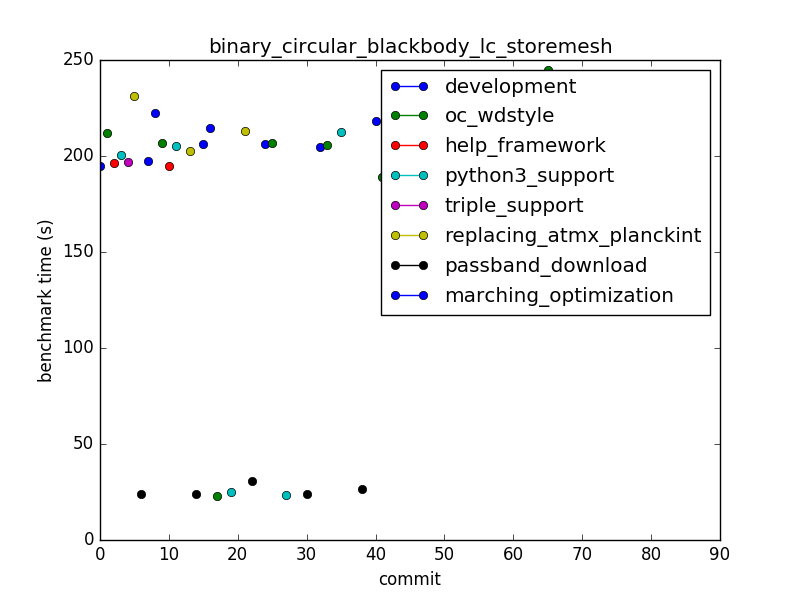 binary_circular_blackbody_lc_storemesh
250
200
150
100
50
0
benchmark time (s)
development
oc_wdstyle
help_framework
python3_support
triple_support
replacing_atmx_planckint
passband_download
marching_optimization
0 10 20 30 40 50 60 70 80 90
commit